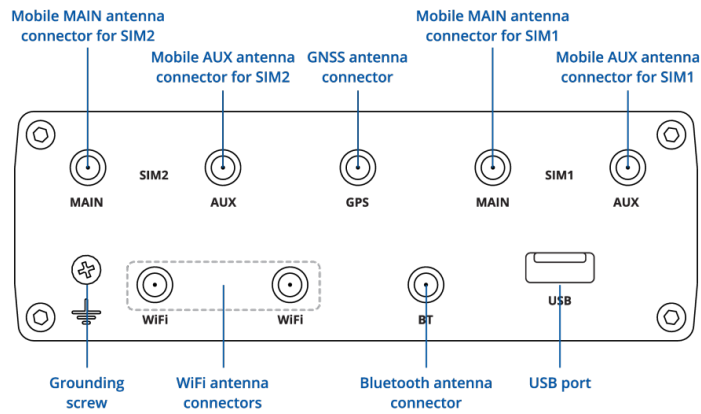 Mobile MAIN antenna
connector for SIM2
Mobile AUX antenna
connector for SIM2
GNSS antenna
connector
Mobile MAIN antenna
connector for SIM1
Mobile AUX antenna
connector for SIM1
MAIN
SIM2
AUX
GPS
MAIN
SIM1
AUX
WiFi
WiFi
BT
USB
Grounding
screw
WiFi antenna
connectors
Bluetooth antenna
connector
USB port